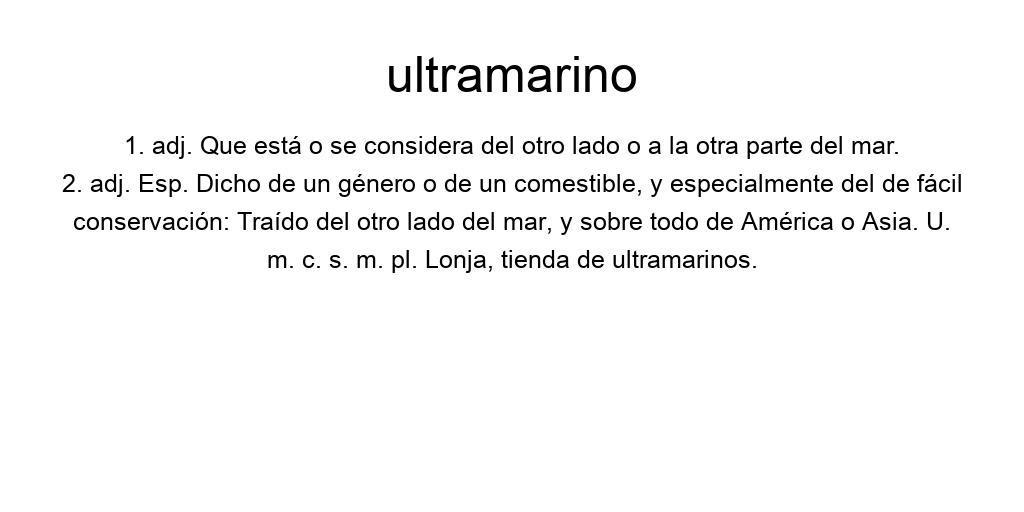 ultramarino
1. adj. Que está o se considera del otro lado o a la otra parte del mar.
2. adj. Esp. Dicho de un género o de un comestible, y especialmente del de fácil
conservación: Traído del otro lado del mar, y sobre todo de América o Asia. U.
m. c. s. m. pl. Lonja, tienda de ultramarinos.